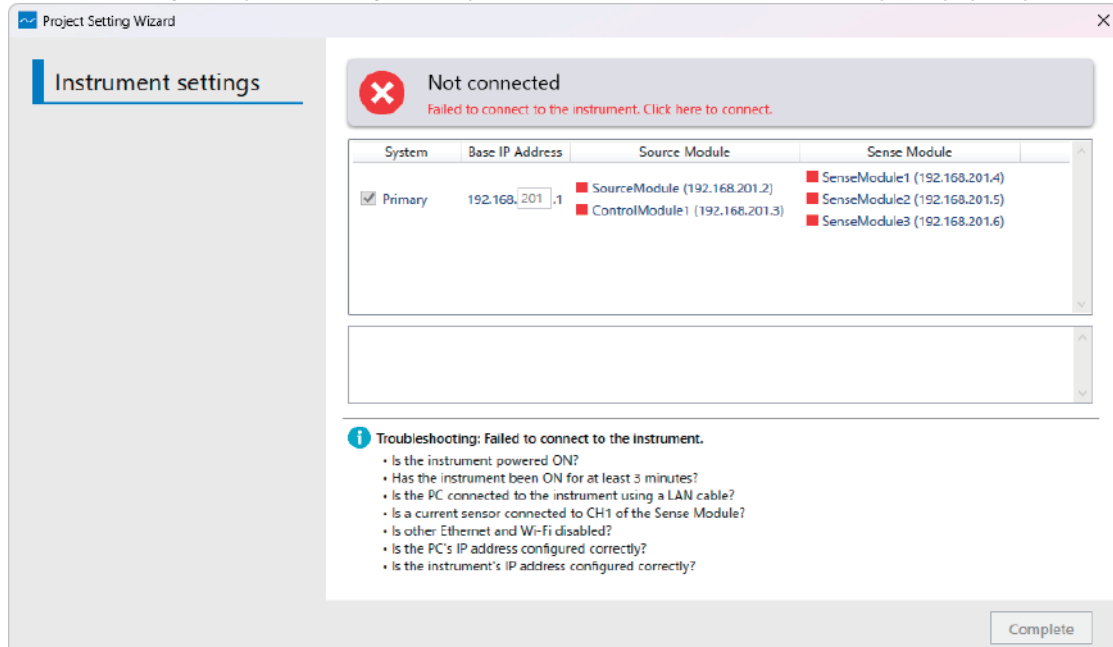 Project Setting Wizard
Instrument settings
Not connected
Failed to connect to the instrument. Click here to connect.
System Base IP Address Source Module Sense Module
Primary 192.168. 201 .1
SourceModule (192.168.201.2)
ControlModule1 (192.168.201.3)
SenseModule1 (192.168.201.4)
SenseModule2 (192.168.201.5)
SenseModule3 (192.168.201.6)
Troubleshooting: Failed to connect to the instrument.
• Is the instrument powered ON?
• Has the instrument been ON for at least 3 minutes?
• Is the PC connected to the instrument using a LAN cable?
• Is a current sensor connected to CH1 of the Sense Module?
• Is other Ethernet and Wi-Fi disabled?
• Is the PC's IP address configured correctly?
• Is the instrument's IP address configured correctly?
Complete